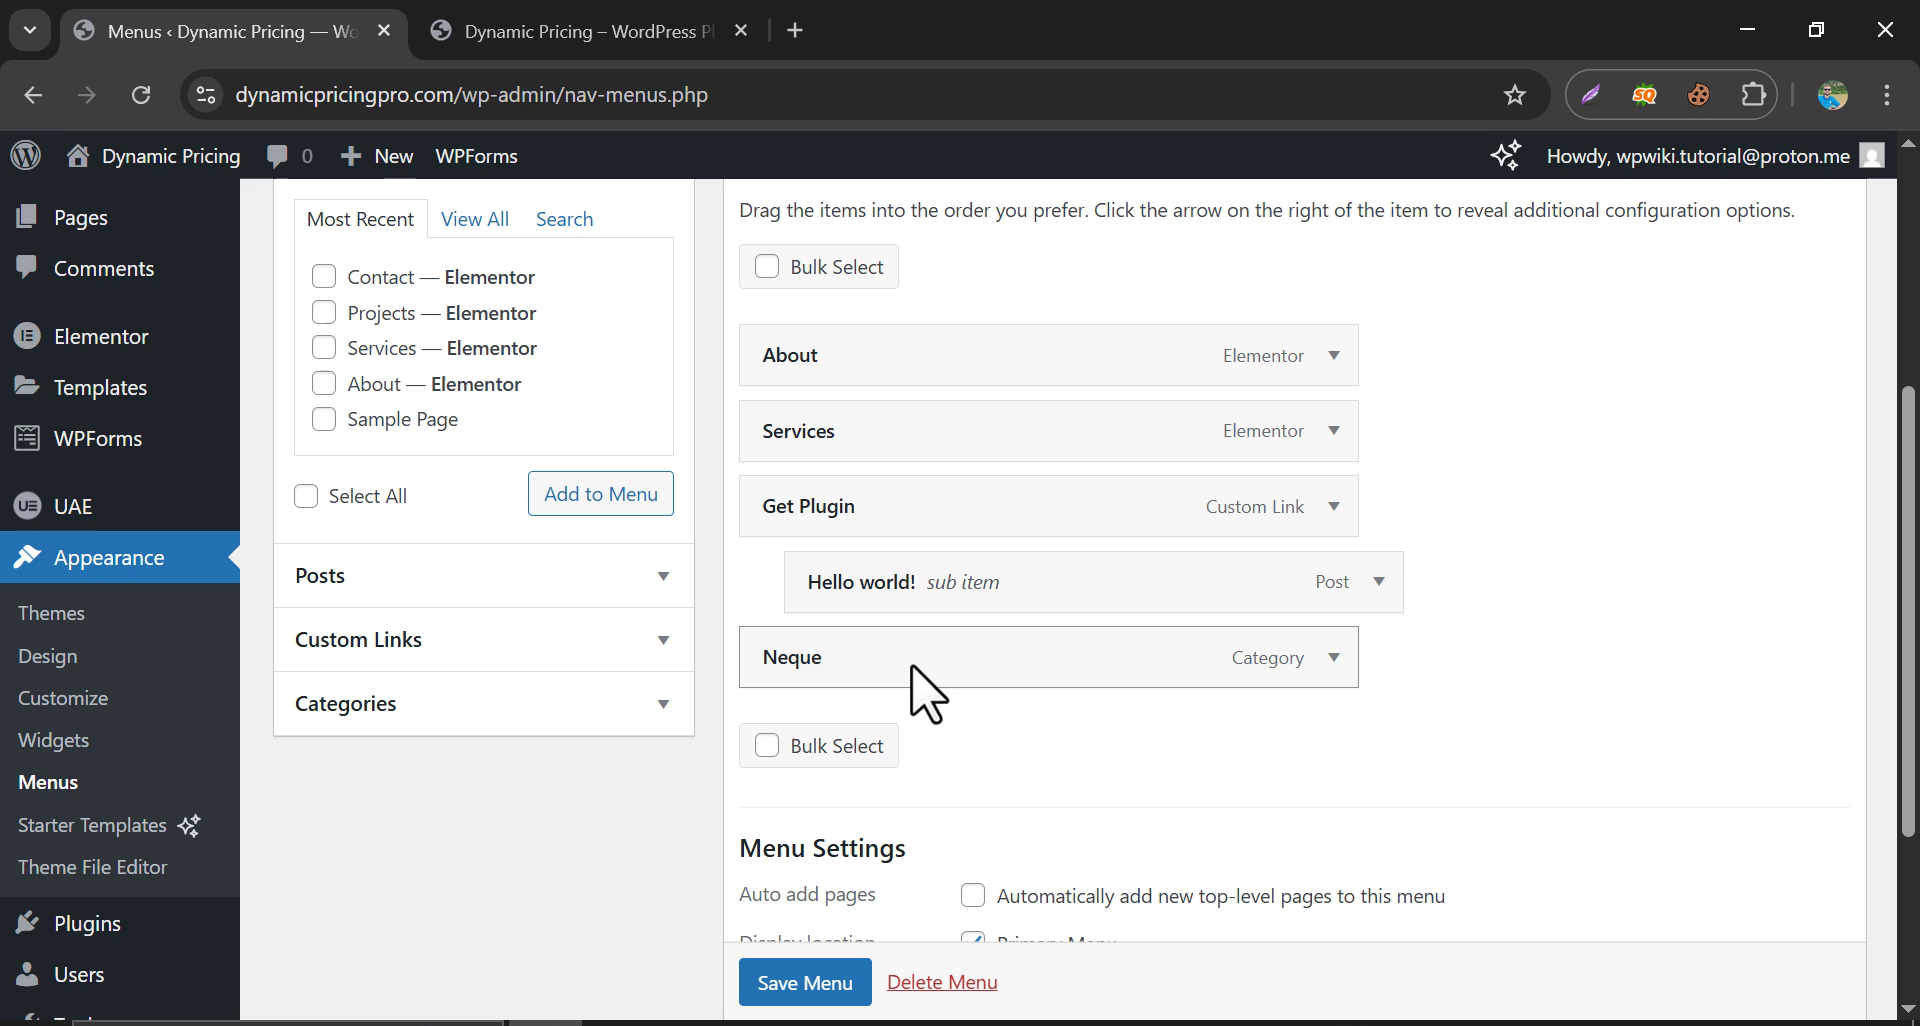 Menus ‹ Dynamic Pricing — Wo
Dynamic Pricing – WordPress Pl
dynamicpricingpro.com/wp-admin/nav-menus.php
Dynamic Pricing
0
New
WPForms
Howdy, wpwiki.tutorial@proton.me
Pages
Comments
Elementor
Templates
WPForms
UAE
Appearance
Themes
Design
Customize
Widgets
Menus
Starter Templates
Theme File Editor
Plugins
Users
Most Recent
View All
Search
Contact — Elementor
Projects — Elementor
Services — Elementor
About — Elementor
Sample Page
Select All
Add to Menu
Posts
Custom Links
Categories
Drag the items into the order you prefer. Click the arrow on the right of the item to reveal additional configuration options.
Bulk Select
About Elementor
Services Elementor
Get Plugin Custom Link
Hello world! sub item Post
Neque Category
Bulk Select
Menu Settings
Auto add pages
Automatically add new top-level pages to this menu
Display location
Primary Menu
Save Menu
Delete Menu